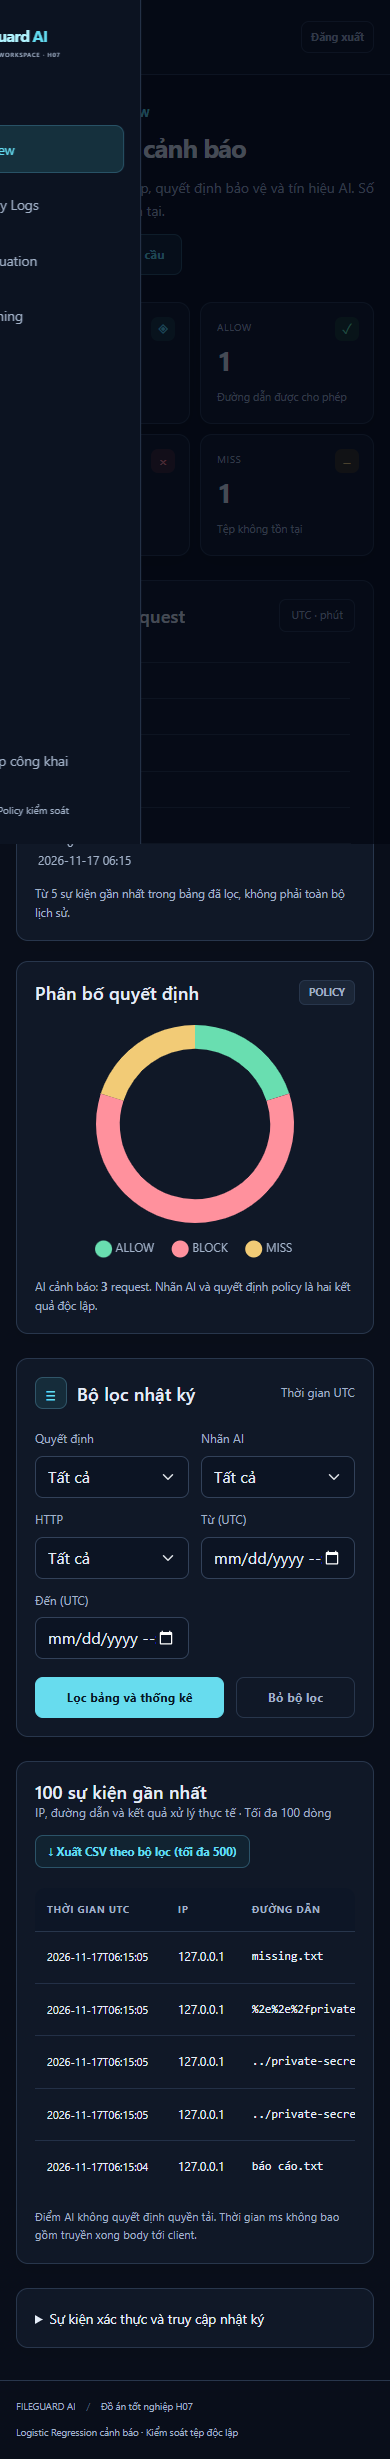 uard AI
WORKSPACE · H07
Đăng xuất
ew
w
cảnh báo
y Logs
p, quyết định bảo vệ và tín hiệu AI. Số
tại.
cầu
uation
ning
ALLOW
✓
1
Đường dẫn được cho phép
×
MISS
–
1
Tệp không tồn tại
quest
UTC · phút
p công khai
Policy kiểm soát
2026-11-17 06:15
Từ 5 sự kiện gần nhất trong bảng đã lọc, không phải toàn bộ
lịch sử.
Phân bố quyết định
POLICY
ALLOW BLOCK MISS
AI cảnh báo: 3 request. Nhãn AI và quyết định policy là hai kết
quả độc lập.
Bộ lọc nhật ký
Thời gian UTC
Quyết định
Nhãn AI
Tất cả
Tất cả
HTTP
Từ (UTC)
Tất cả
mm/dd/yyyy --
Đến (UTC)
mm/dd/yyyy --
Lọc bảng và thống kê
Bỏ bộ lọc
100 sự kiện gần nhất
IP, đường dẫn và kết quả xử lý thực tế · Tối đa 100 dòng
↓ Xuất CSV theo bộ lọc (tối đa 500)
THỜI GIAN UTC IP ĐƯỜNG DẪN
2026-11-17T06:15:05 127.0.0.1 missing.txt
2026-11-17T06:15:05 127.0.0.1 %2e%2e%2fprivate
2026-11-17T06:15:05 127.0.0.1 ../private-secre
2026-11-17T06:15:05 127.0.0.1 ../private-secre
2026-11-17T06:15:04 127.0.0.1 báo cáo.txt
Điểm AI không quyết định quyền tải. Thời gian ms không bao
gồm truyền xong body tới client.
▶ Sự kiện xác thực và truy cập nhật ký
FILEGUARD AI / Đồ án tốt nghiệp H07
Logistic Regression cảnh báo · Kiểm soát tệp độc lập